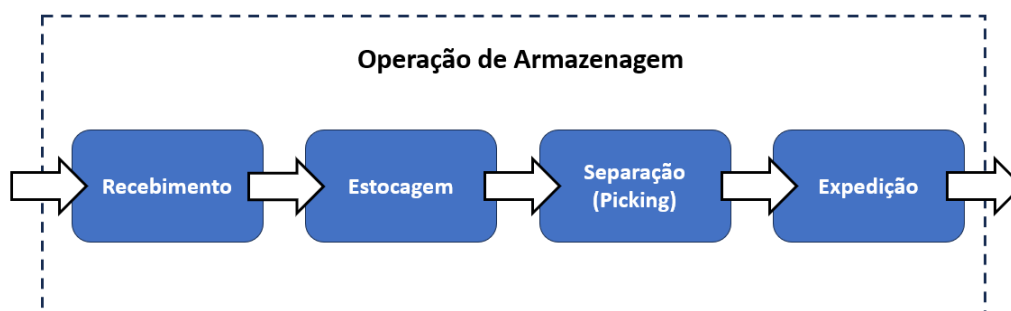 Operação de Armazenagem
Recebimento
Estocagem
Separação
(Picking)
Expedição